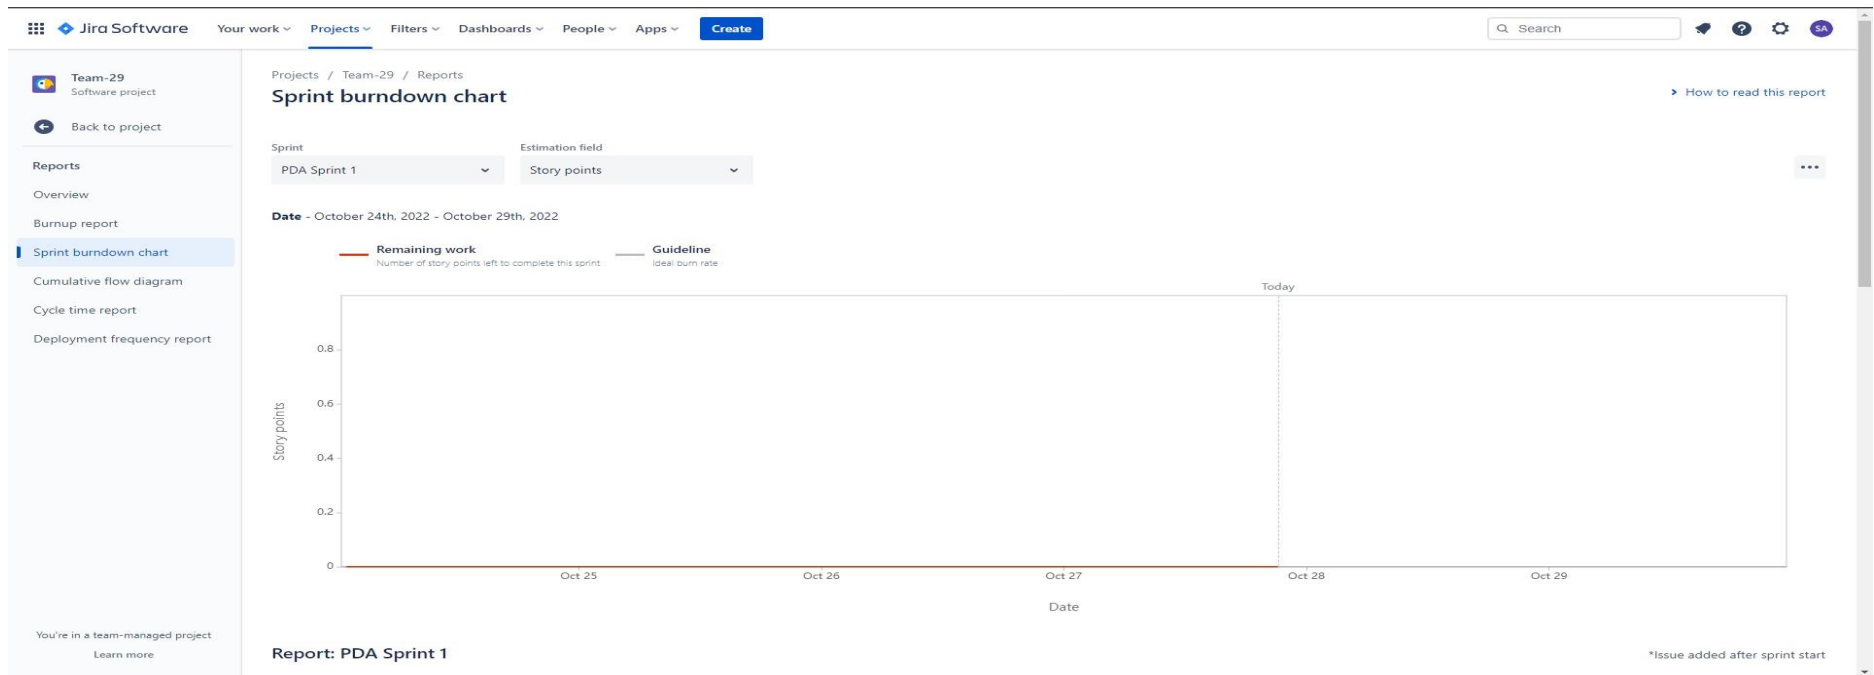 Jira Software Your work Projects Filters Dashboards People Apps Create Search SA
Team-29
Software project
Back to project
Reports
Overview
Burnup report
Sprint burndown chart
Cumulative flow diagram
Cycle time report
Deployment frequency report
You're in a team-managed project
Learn more
Projects / Team-29 / Reports
Sprint burndown chart
How to read this report
Sprint Estimation field
PDA Sprint 1 Story points
Date - October 24th, 2022 - October 29th, 2022
Remaining work Guideline
Number of story points left to complete this sprint Ideal burn rate
Today
0.8
0.6
Story points
0.4
0.2
0
Oct 25 Oct 26 Oct 27 Oct 28 Oct 29
Date
Report: PDA Sprint 1
*Issue added after sprint start